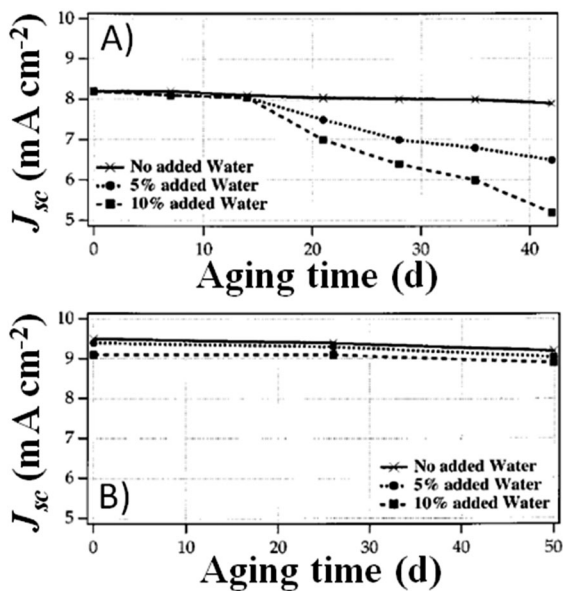 A)
10
9
8
7
6
5
J_sc (mA cm⁻²)
No added Water
5% added Water
10% added Water
0
10
20
30
40
Aging time (d)
10
9
8
7
6
5
J_sc (mA cm⁻²)
No added Water
5% added Water
10% added Water
B)
0
10
20
30
40
50
Aging time (d)